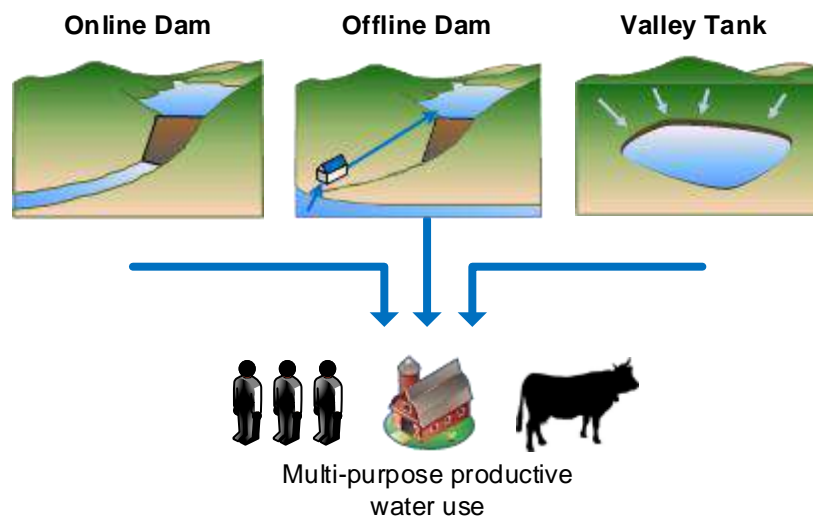 Online Dam
Offline Dam
Valley Tank
Multi-purpose productive
water use